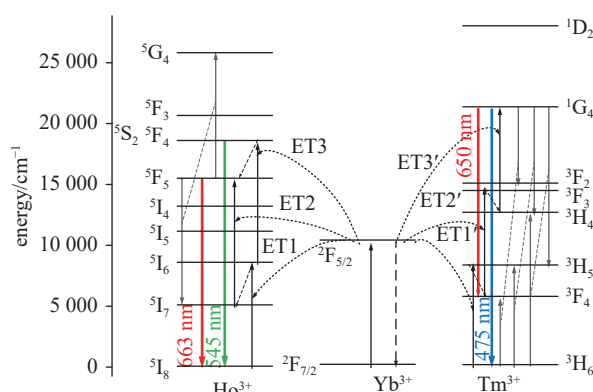 energy/cm⁻¹
25 000
20 000
15 000
10 000
5 000
0
⁵G₄
⁵F₃
⁵S₂ ⁵F₄
⁵F₅
⁵I₄
⁵I₅
⁵I₆
⁵I₇
⁵I₈
663 nm
545 nm
Ho³⁺
ET3
ET2
ET1
²F₅/₂
²F₇/₂
Yb³⁺
ET3′
ET2′
ET1′
650 nm
475 nm
¹D₂
¹G₄
³F₂
³F₃
³H₄
³H₅
³F₄
³H₆
Tm³⁺